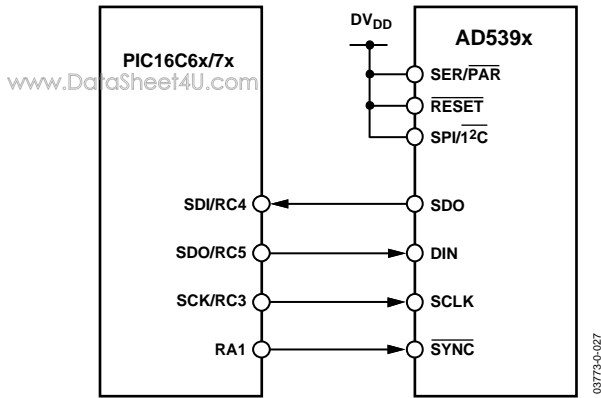 DVDD
AD539x
PIC16C6x/7x
www.DataSheet4U.com
SER/PAR
RESET
SPI/12C
SDI/RC4
SDO
SDO/RC5
DIN
SCK/RC3
SCLK
RA1
SYNC
03773-0-027